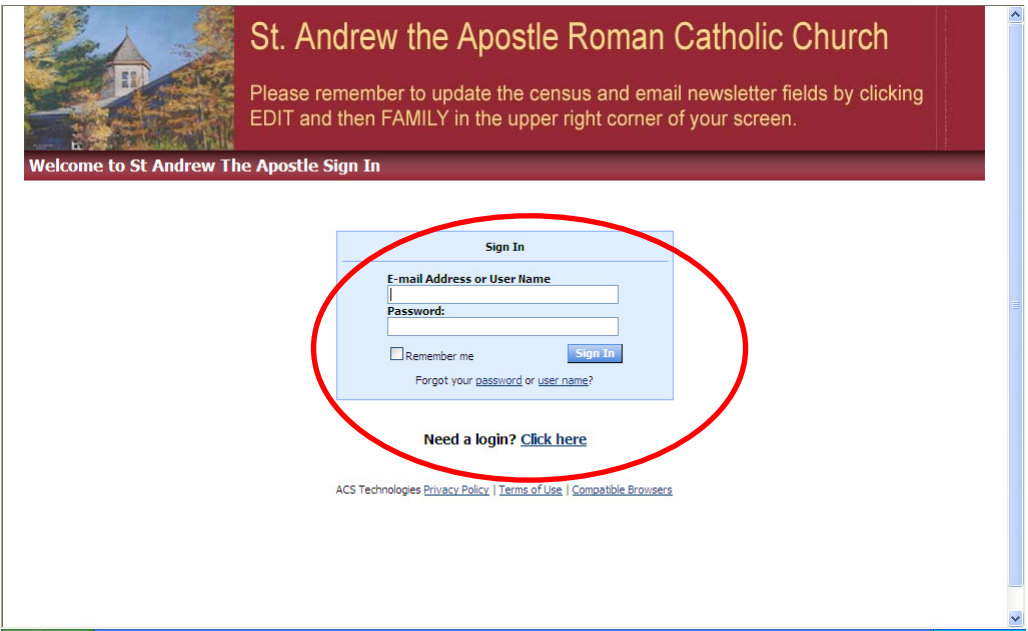 St. Andrew the Apostle Roman Catholic Church
Please remember to update the census and email newsletter fields by clicking
EDIT and then FAMILY in the upper right corner of your screen.
Welcome to St Andrew The Apostle Sign In
Sign In
E-mail Address or User Name
Password:
Remember me
Sign In
Forgot your password or user name?
Need a login? Click here
ACS Technologies Privacy Policy | Terms of Use | Compatible Browsers